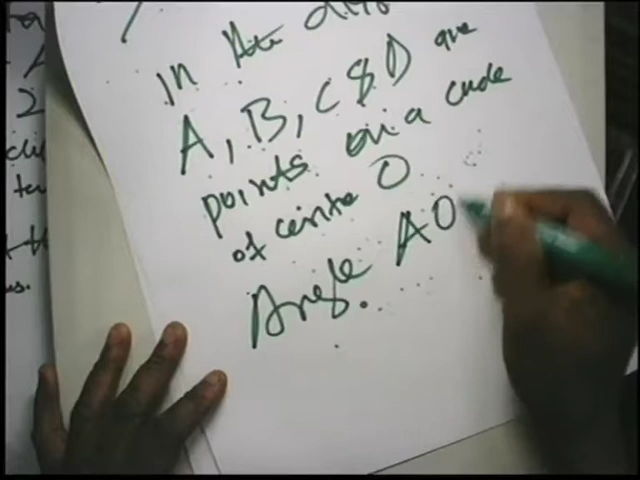 In the
A, B, C & D are
points on a circle
of centre O
Angle AO